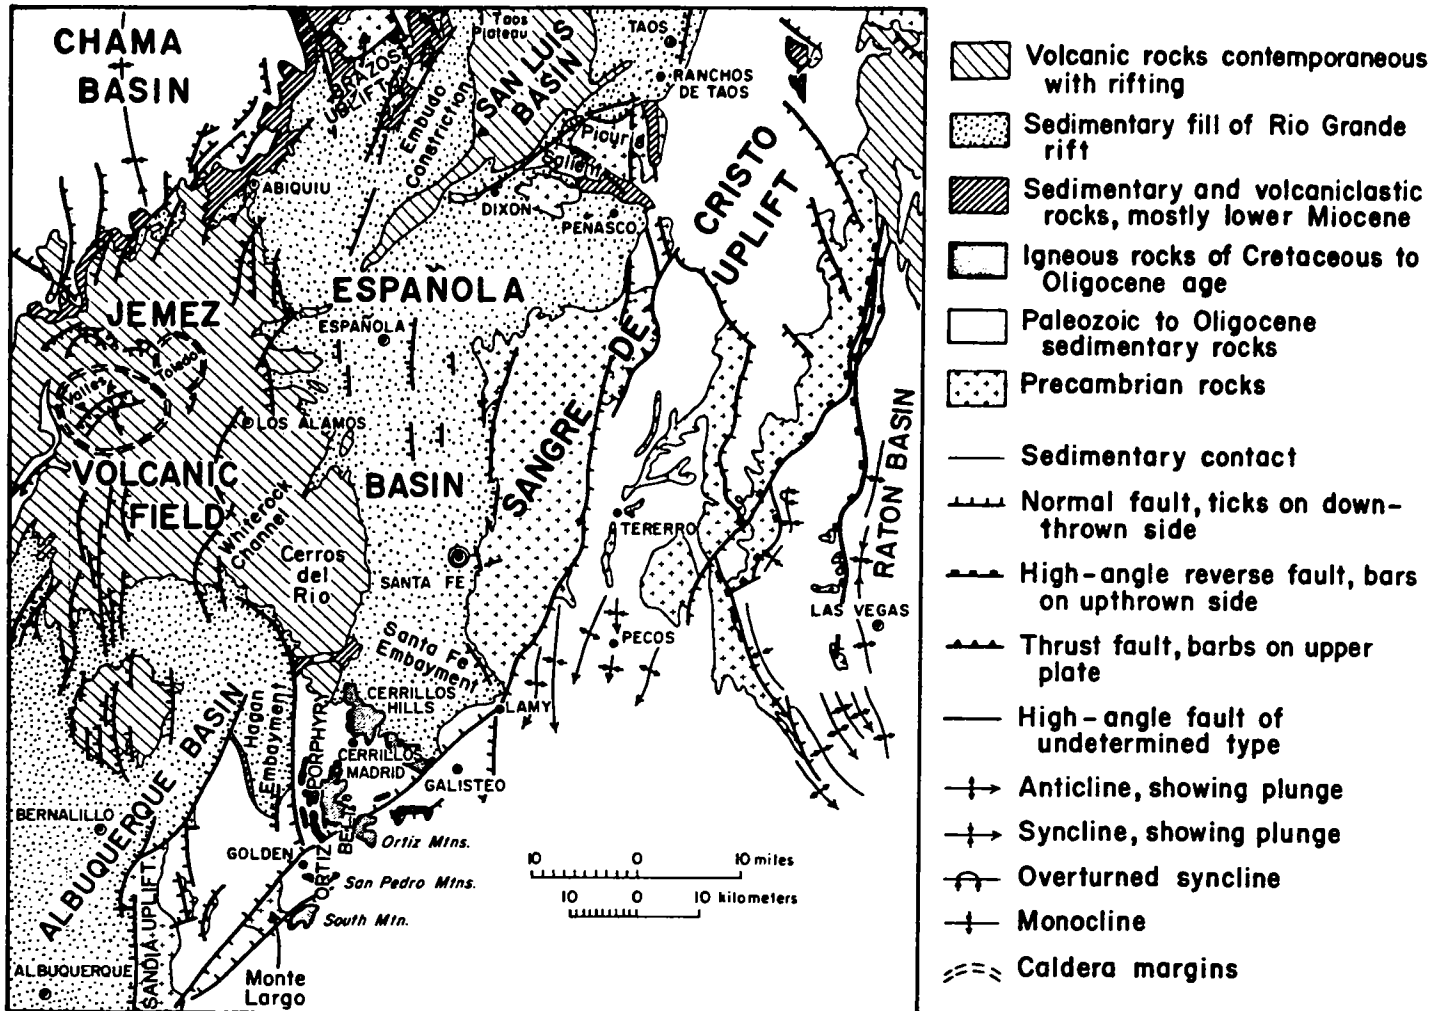 CHAMA
BASIN
BRAZOS
UPLIFT
Taos
Plateau
SAN LUIS
BASIN
TAOS
RANCHOS
DE TAOS
Embudo
Constriction
Picuris
Salient
ABIQUIU
DIXON
PEÑASCO
CRISTO
UPLIFT
JEMEZ
ESPAÑOLA
ESPAÑOLA
Valles
Toledo
DE
LOS ALAMOS
VOLCANIC
FIELD
BASIN
SANGRE
RATON BASIN
Whiterock
Channel
TERERRO
Cerros
del
Rio
SANTA FE
LAS VEGAS
PECOS
Santa Fe
Embayment
CERRILLOS
HILLS
LAMY
Hagan
Embayment
ORTIZ PORPHYRY
BELT
CERRILLOS
MADRID
GALISTEO
ALBUQUERQUE BASIN
BERNALILLO
GOLDEN
Ortiz Mtns.
San Pedro Mtns.
South Mtn.
SANDIA UPLIFT
ALBUQUERQUE
Monte
Largo
10 0 10 miles
10 0 10 kilometers
Volcanic rocks contemporaneous
with rifting
Sedimentary fill of Rio Grande
rift
Sedimentary and volcaniclastic
rocks, mostly lower Miocene
Igneous rocks of Cretaceous to
Oligocene age
Paleozoic to Oligocene
sedimentary rocks
Precambrian rocks
Sedimentary contact
Normal fault, ticks on down-
thrown side
High-angle reverse fault, bars
on upthrown side
Thrust fault, barbs on upper
plate
High-angle fault of
undetermined type
Anticline, showing plunge
Syncline, showing plunge
Overturned syncline
Monocline
Caldera margins